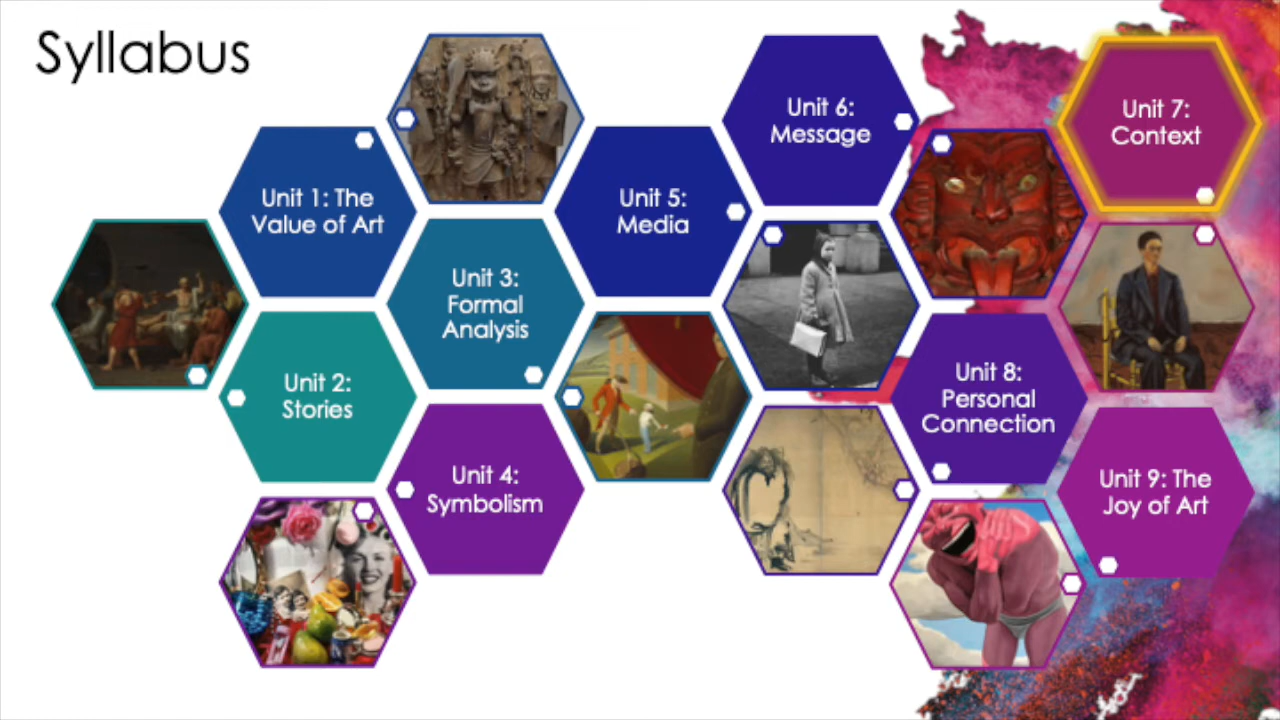 Syllabus
Unit 1: The
Value of Art
Unit 2:
Stories
Unit 3:
Formal
Analysis
Unit 4:
Symbolism
Unit 5:
Media
Unit 6:
Message
Unit 7:
Context
Unit 8:
Personal
Connection
Unit 9: The
Joy of Art